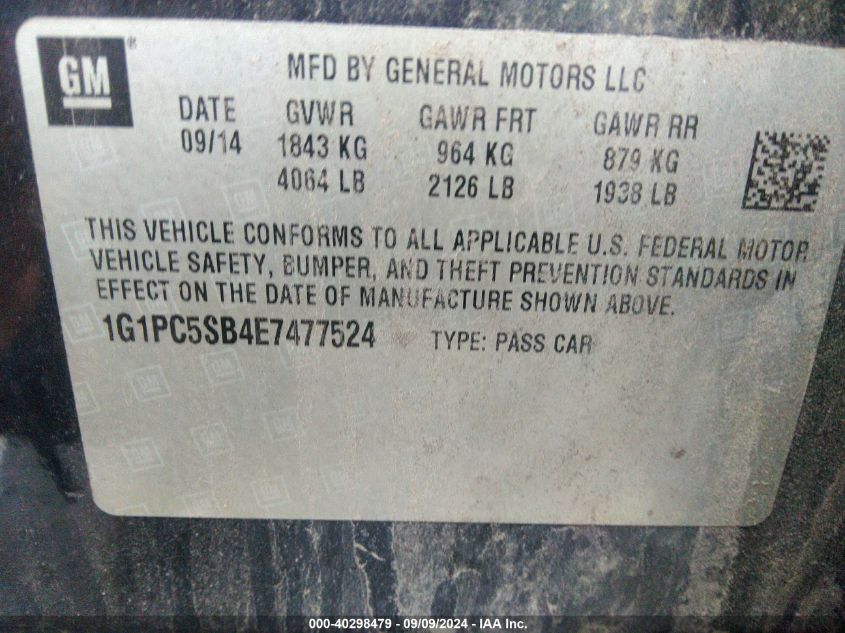 GM®
MFD BY GENERAL MOTORS LLC
DATE GVWR GAWR FRT GAWR RR
09/14 1843 KG 964 KG 879 KG
4064 LB 2126 LB 1938 LB
THIS VEHICLE CONFORMS TO ALL APPLICABLE U.S. FEDERAL MOTOR
VEHICLE SAFETY, BUMPER, AND THEFT PREVENTION STANDARDS IN
EFFECT ON THE DATE OF MANUFACTURE SHOWN ABOVE.
1G1PC5SB4E7477524 TYPE: PASS CAR
000-40298479 - 09/09/2024 - IAA Inc.